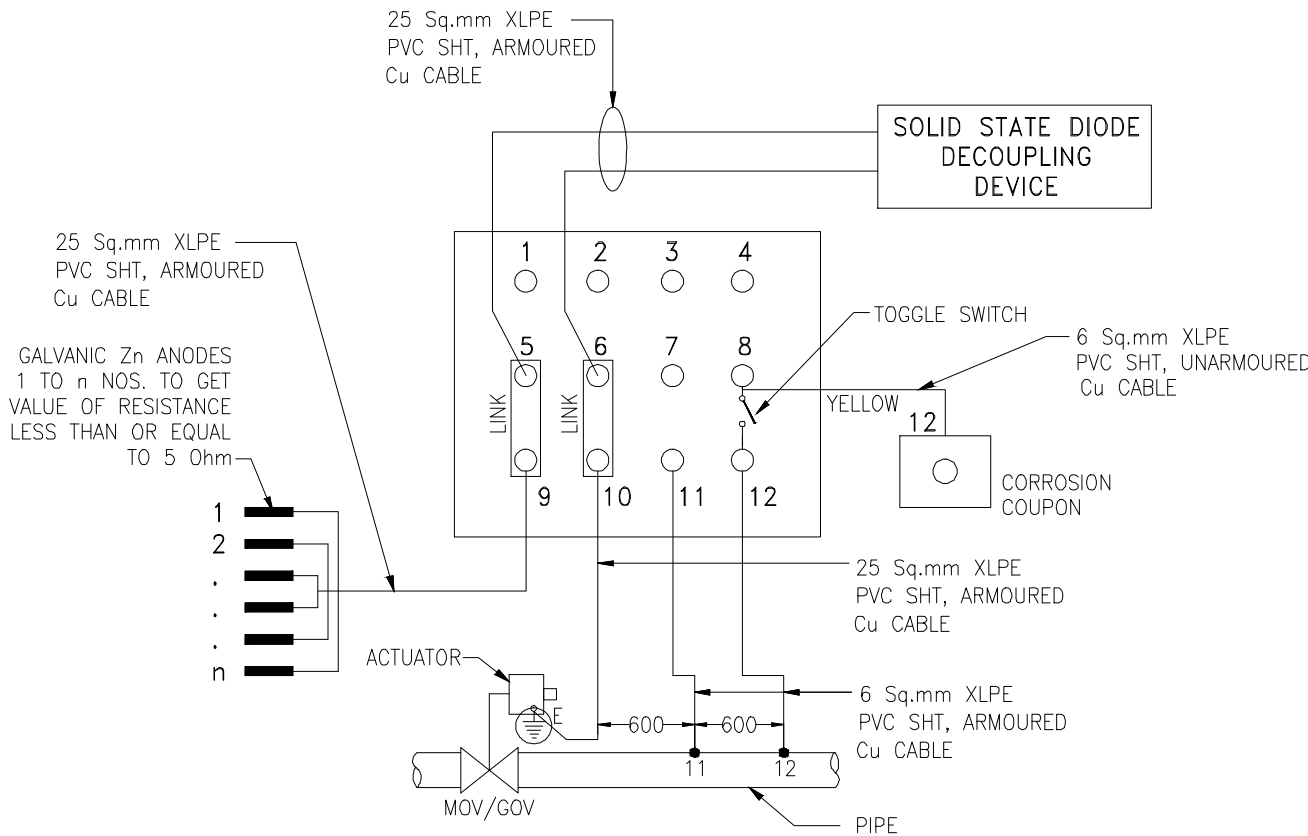 25 Sq.mm XLPE
PVC SHT, ARMOURED
Cu CABLE
SOLID STATE DIODE
DECOUPLING
DEVICE
25 Sq.mm XLPE
PVC SHT, ARMOURED
Cu CABLE
1 2 3 4
TOGGLE SWITCH
6 Sq.mm XLPE
PVC SHT, UNARMOURED
Cu CABLE
5 6 7 8
LINK
LINK
YELLOW
12
CORROSION
COUPON
9 10 11 12
GALVANIC Zn ANODES
1 TO n NOS. TO GET
VALUE OF RESISTANCE
LESS THAN OR EQUAL
TO 5 Ohm
1
2
.
.
.
n
25 Sq.mm XLPE
PVC SHT, ARMOURED
Cu CABLE
ACTUATOR
E
600
600
6 Sq.mm XLPE
PVC SHT, ARMOURED
Cu CABLE
11
12
MOV/GOV
PIPE